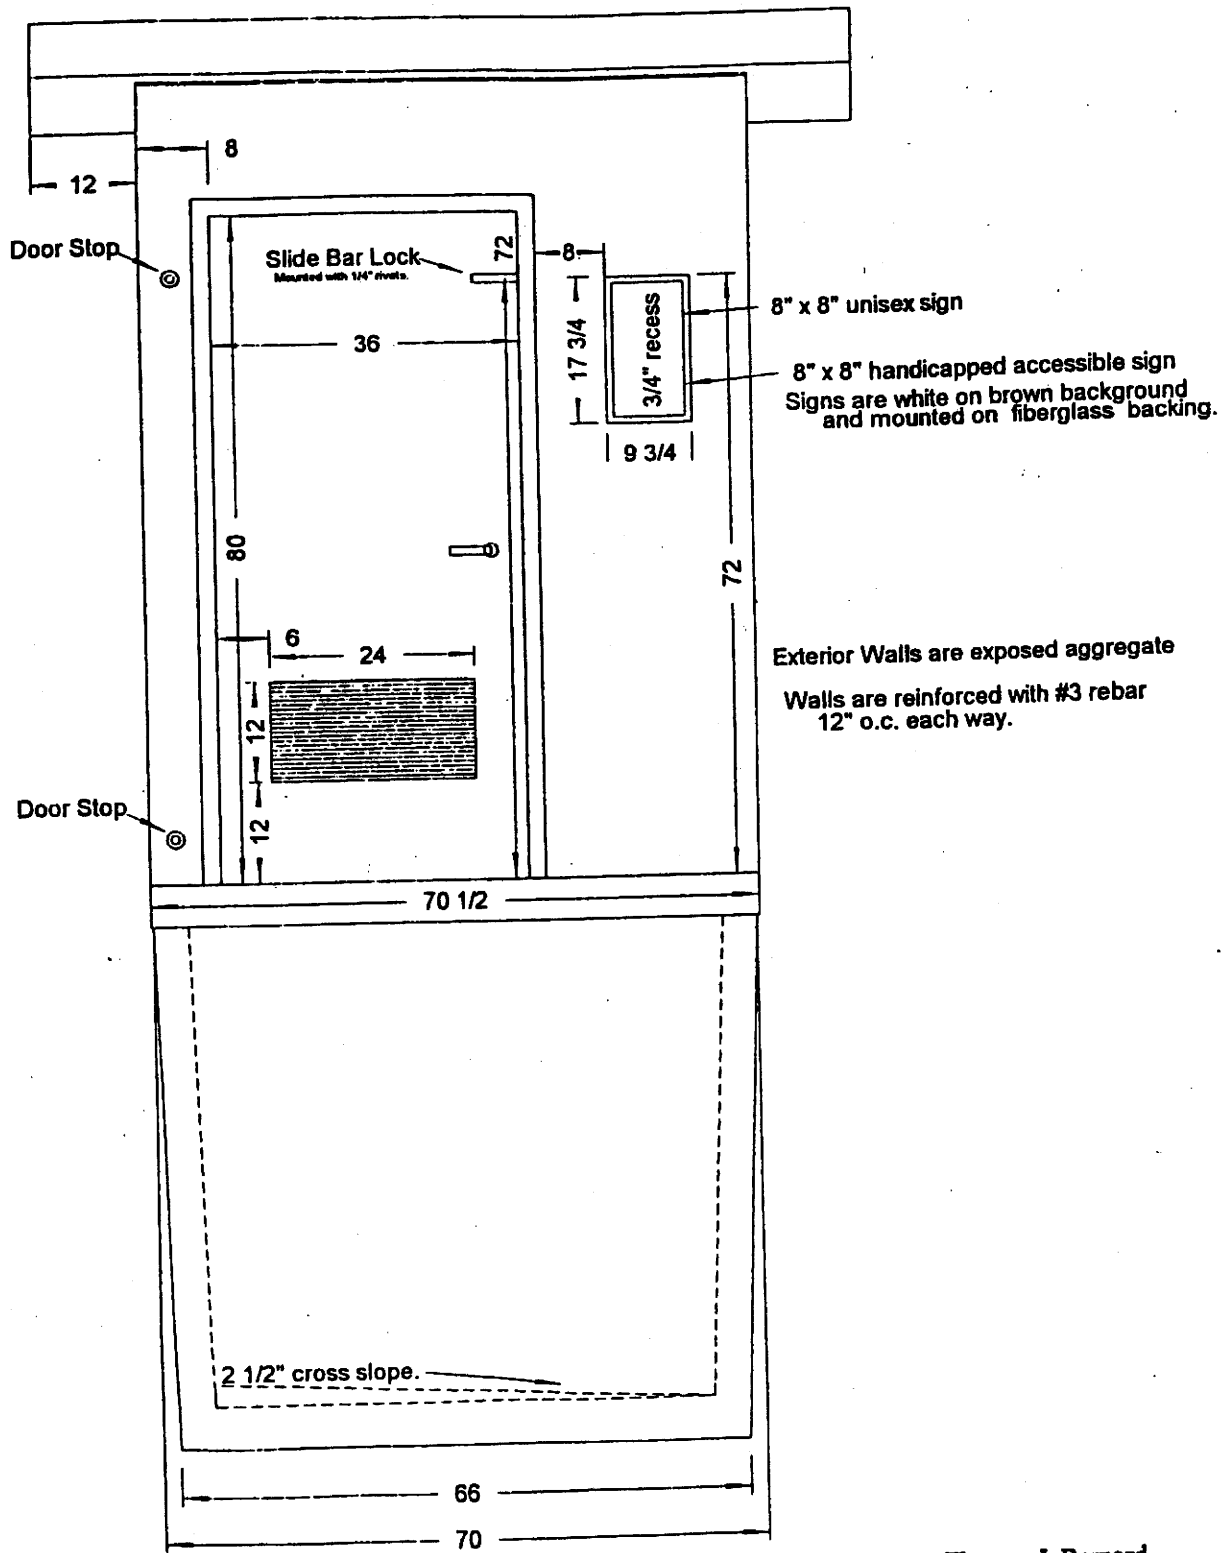 8
12
Door Stop
Slide Bar Lock
Mounted with 1/4" rivets.
72
8
36
17 3/4
3/4" recess
8" x 8" unisex sign
8" x 8" handicapped accessible sign
Signs are white on brown background
and mounted on fiberglass backing.
9 3/4
80
72
6
24
Exterior Walls are exposed aggregate
Walls are reinforced with #3 rebar
12" o.c. each way.
12
Door Stop
12
70 1/2
2 1/2" cross slope.
66
70